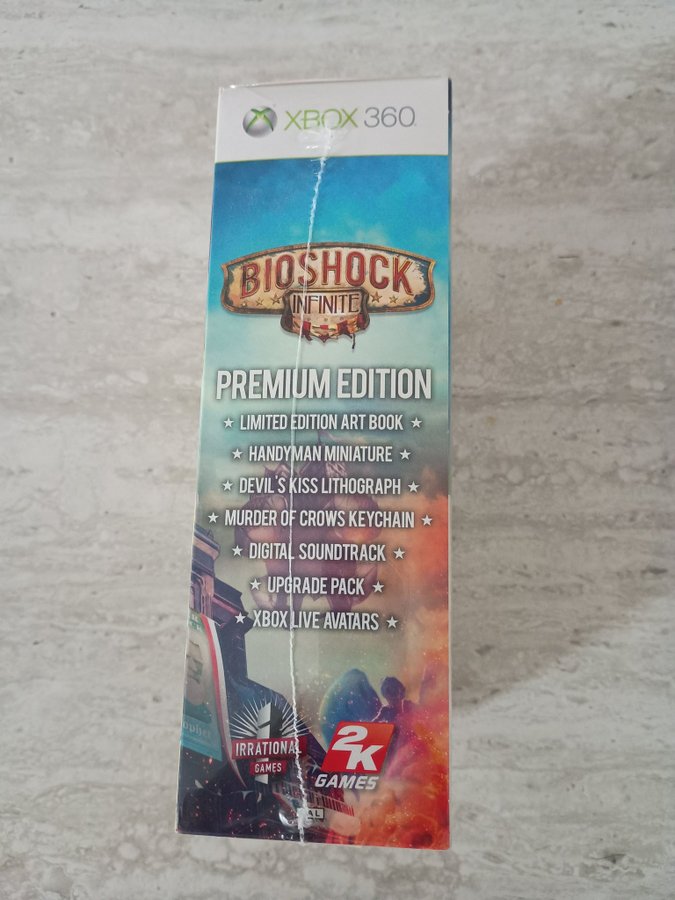 XBOX 360
BIOSHOCK
INFINITE
PREMIUM EDITION
★ LIMITED EDITION ART BOOK ★
★ HANDYMAN MINIATURE ★
★ DEVIL'S KISS LITHOGRAPH ★
★ MURDER OF CROWS KEYCHAIN ★
★ DIGITAL SOUNDTRACK ★
★ UPGRADE PACK ★
★ XBOX LIVE AVATARS ★
IRRATIONAL
GAMES
2K
GAMES